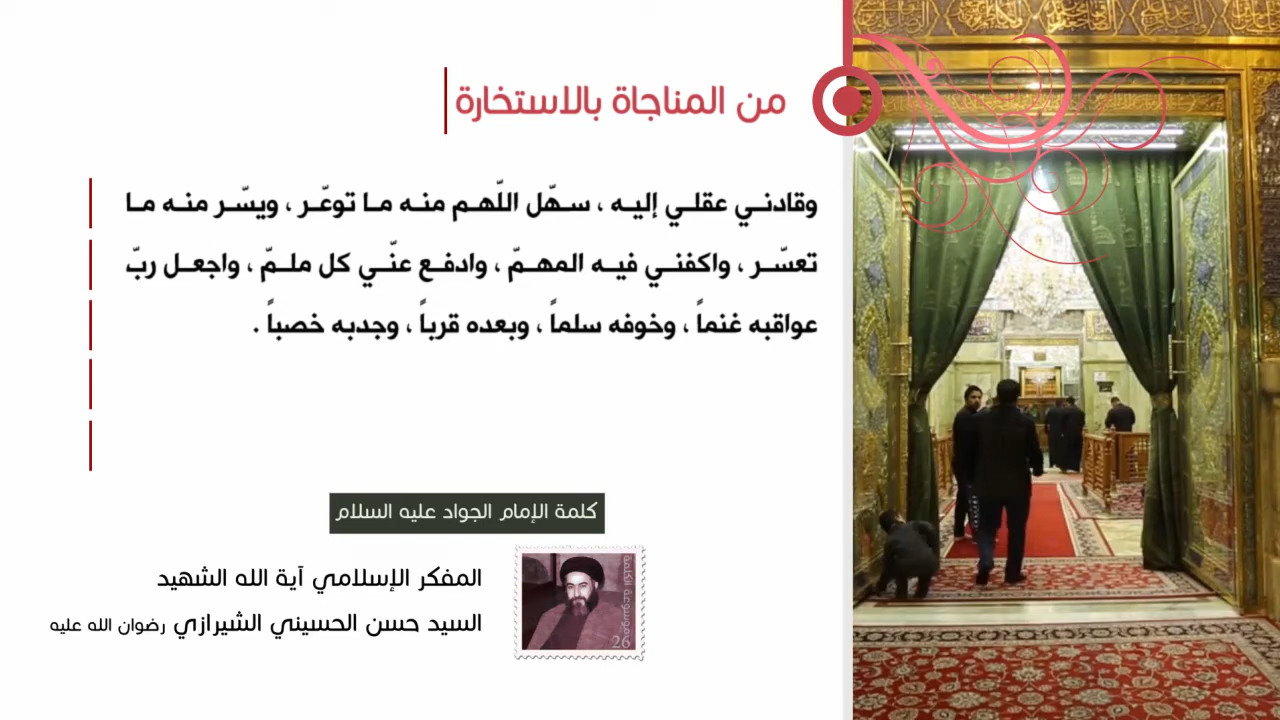 من المناجاة بالاستخارة
وقادني عقلي إليه ، سهّل اللّهم منه ما توعّر ، ويسّر منه ما
تعسّر ، واكفني فيه المهمّ ، وادفع عنّي كل ملمّ ، واجعل ربّ
عواقبه غنماً ، وخوفه سلماً ، وبعده قرباً ، وجدبه خصباً .
كلمة الإمام الجواد عليه السلام
المفكر الإسلامي آية الله الشهيد
السيد حسن الحسيني الشيرازي رضوان الله عليه
موسوعة الكلمة
26